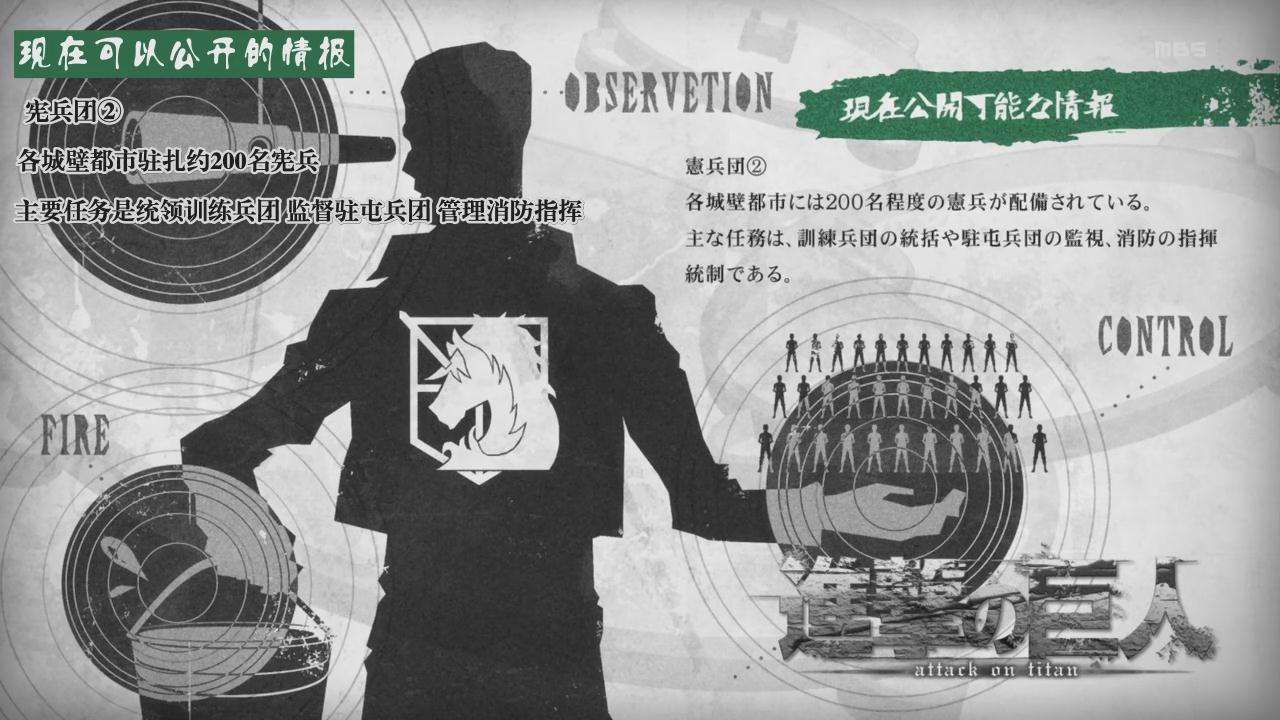 现在可以公开的情报
宪兵团②
各城壁都市驻扎约200名宪兵
主要任务是统领训练兵团 监督驻屯兵团 管理消防指挥
OBSERVETION
MBS
現在公開可能な情報
憲兵団②
各城壁都市には200名程度の憲兵が配備されている。
主な任務は、訓練兵団の統括や駐屯兵団の監視、消防の指揮
統制である。
CONTROL
FIRE
進撃の巨人
attack on titan